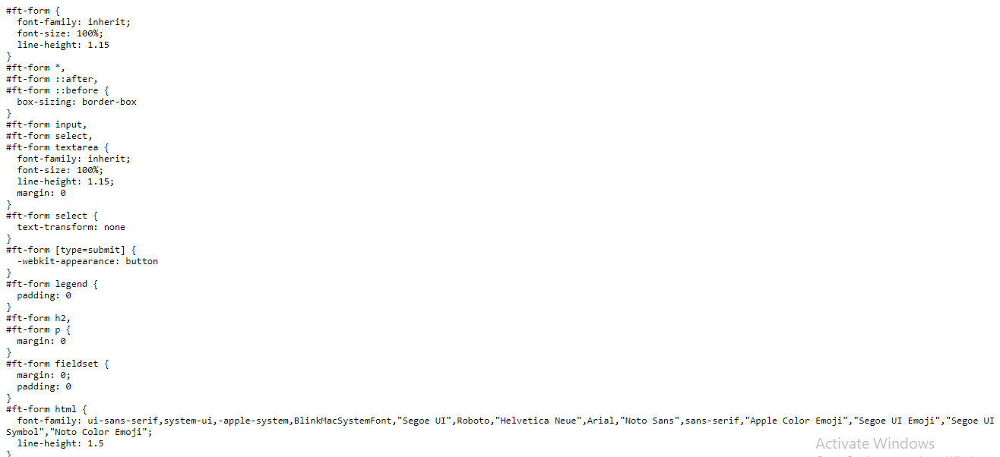 #ft-form {
  font-family: inherit;
  font-size: 100%;
  line-height: 1.15
}
#ft-form *,
#ft-form ::after,
#ft-form ::before {
  box-sizing: border-box
}
#ft-form input,
#ft-form select,
#ft-form textarea {
  font-family: inherit;
  font-size: 100%;
  line-height: 1.15;
  margin: 0
}
#ft-form select {
  text-transform: none
}
#ft-form [type=submit] {
  -webkit-appearance: button
}
#ft-form legend {
  padding: 0
}
#ft-form h2,
#ft-form p {
  margin: 0
}
#ft-form fieldset {
  margin: 0;
  padding: 0
}
#ft-form html {
  font-family: ui-sans-serif,system-ui,-apple-system,BlinkMacSystemFont,"Segoe UI",Roboto,"Helvetica Neue",Arial,"Noto Sans",sans-serif,"Apple Color Emoji","Segoe UI Emoji","Segoe UI
Symbol","Noto Color Emoji";
  line-height: 1.5
}
Activate Windows